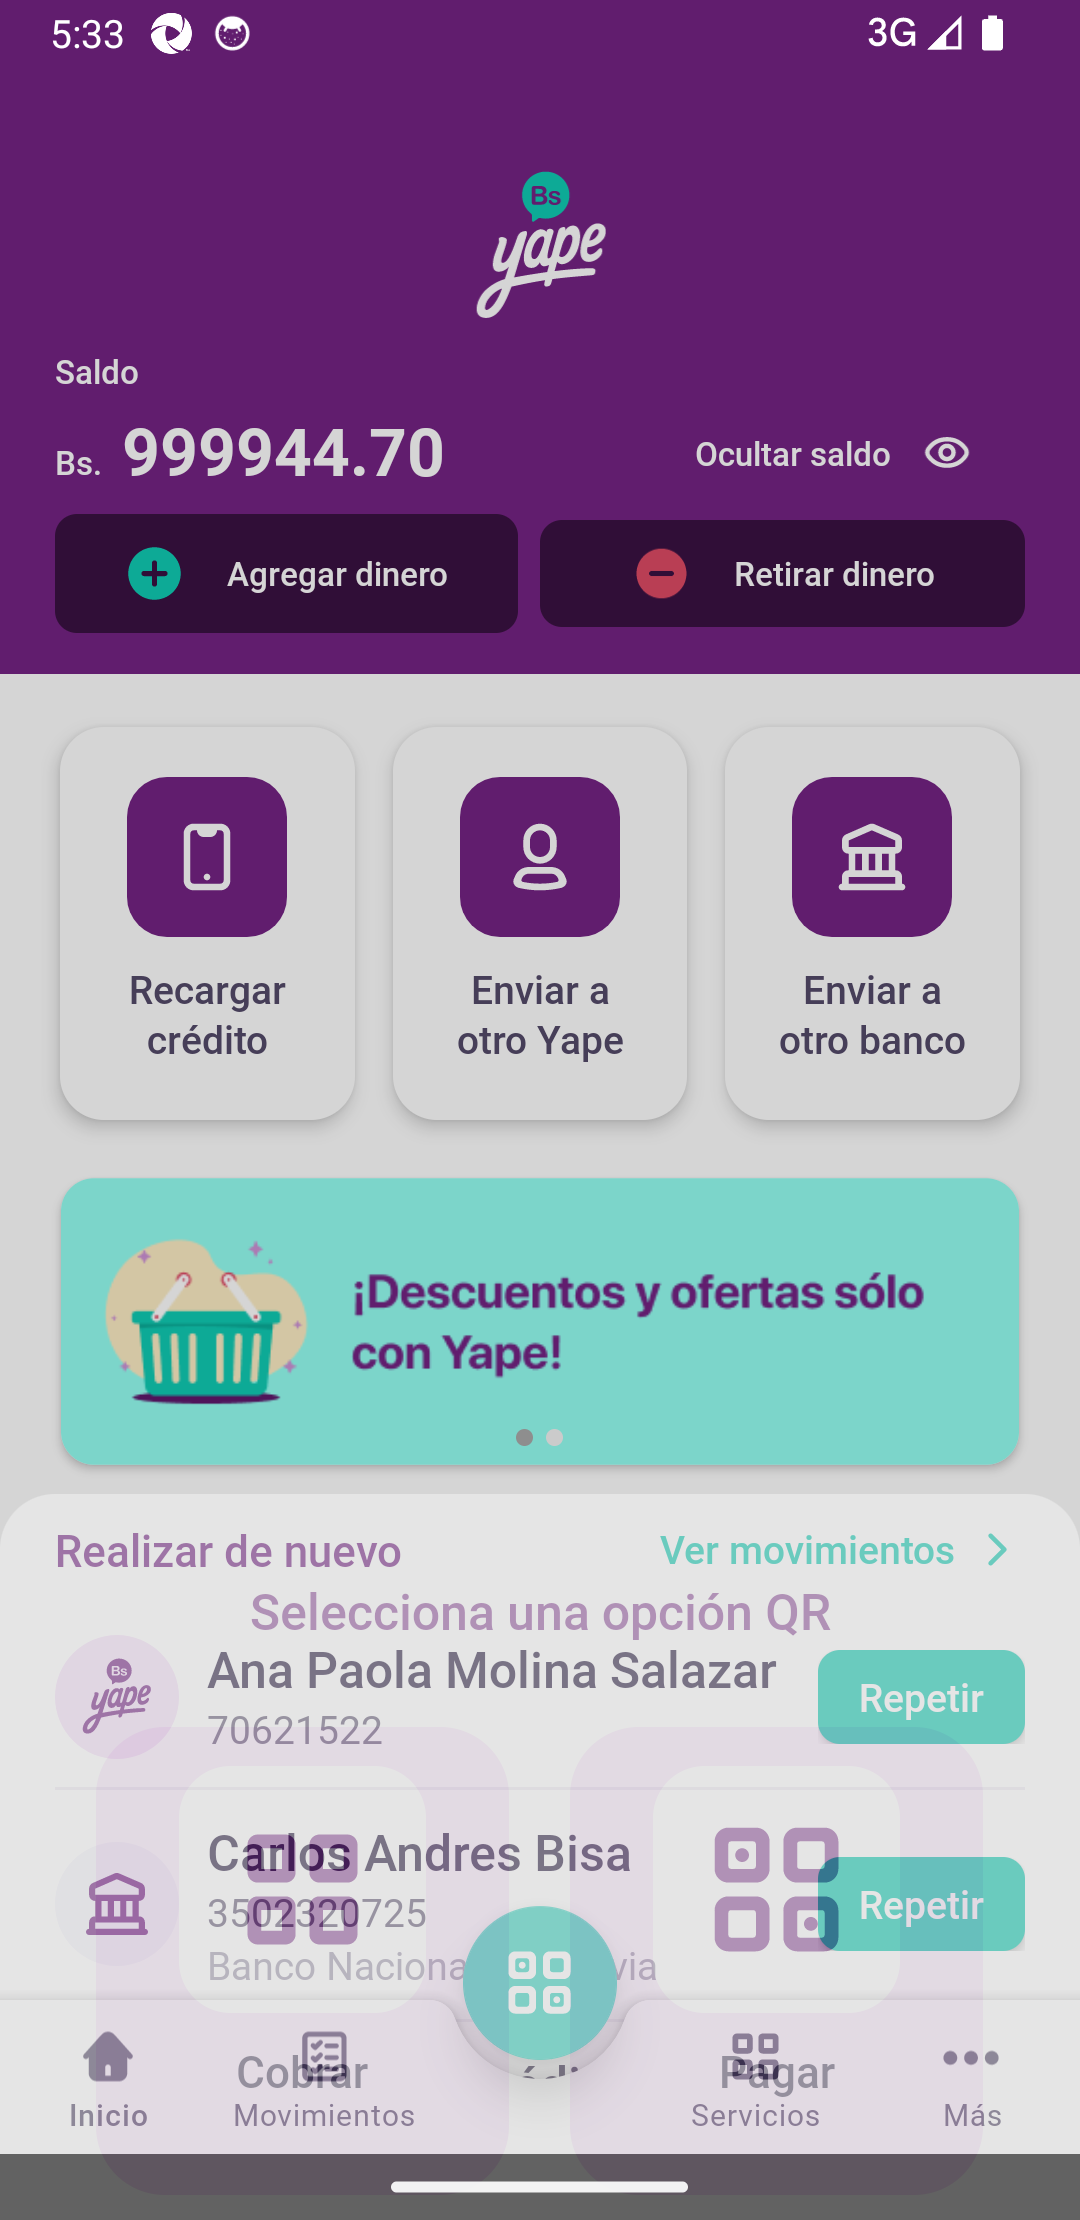 5:33
3G
Bs
yape
Saldo
Bs. 999944.70
Ocultar saldo
Agregar dinero
Retirar dinero
Recargar
crédito
Enviar a
otro Yape
Enviar a
otro banco
¡Descuentos y ofertas sólo
con Yape!
Realizar de nuevo
Ver movimientos
Selecciona una opción QR
Bs
yape
Ana Paola Molina Salazar
70621522
Repetir
Carlos Andres Bisa
3502320725
Banco
Repetir
Cobrar
Pagar
Inicio
Movimientos
Servicios
Más